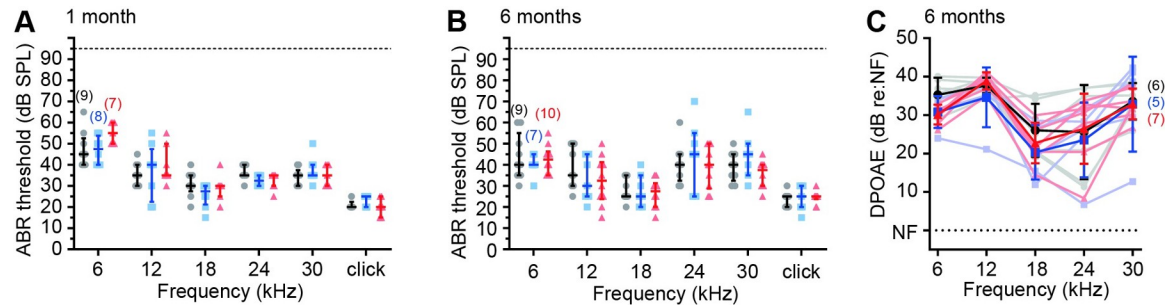 A 1 month
ABR threshold (dB SPL)
100
90
80
70
60
50
40
30
20
10
0
(9)
(8)
(7)
6 12 18 24 30 click
Frequency (kHz)
B 6 months
ABR threshold (dB SPL)
100
90
80
70
60
50
40
30
20
10
0
(9)
(7)
(10)
6 12 18 24 30 click
Frequency (kHz)
C 6 months
DPOAE (dB re:NF)
50
40
30
20
10
NF
(6)
(5)
(7)
6 12 18 24 30
Frequency (kHz)